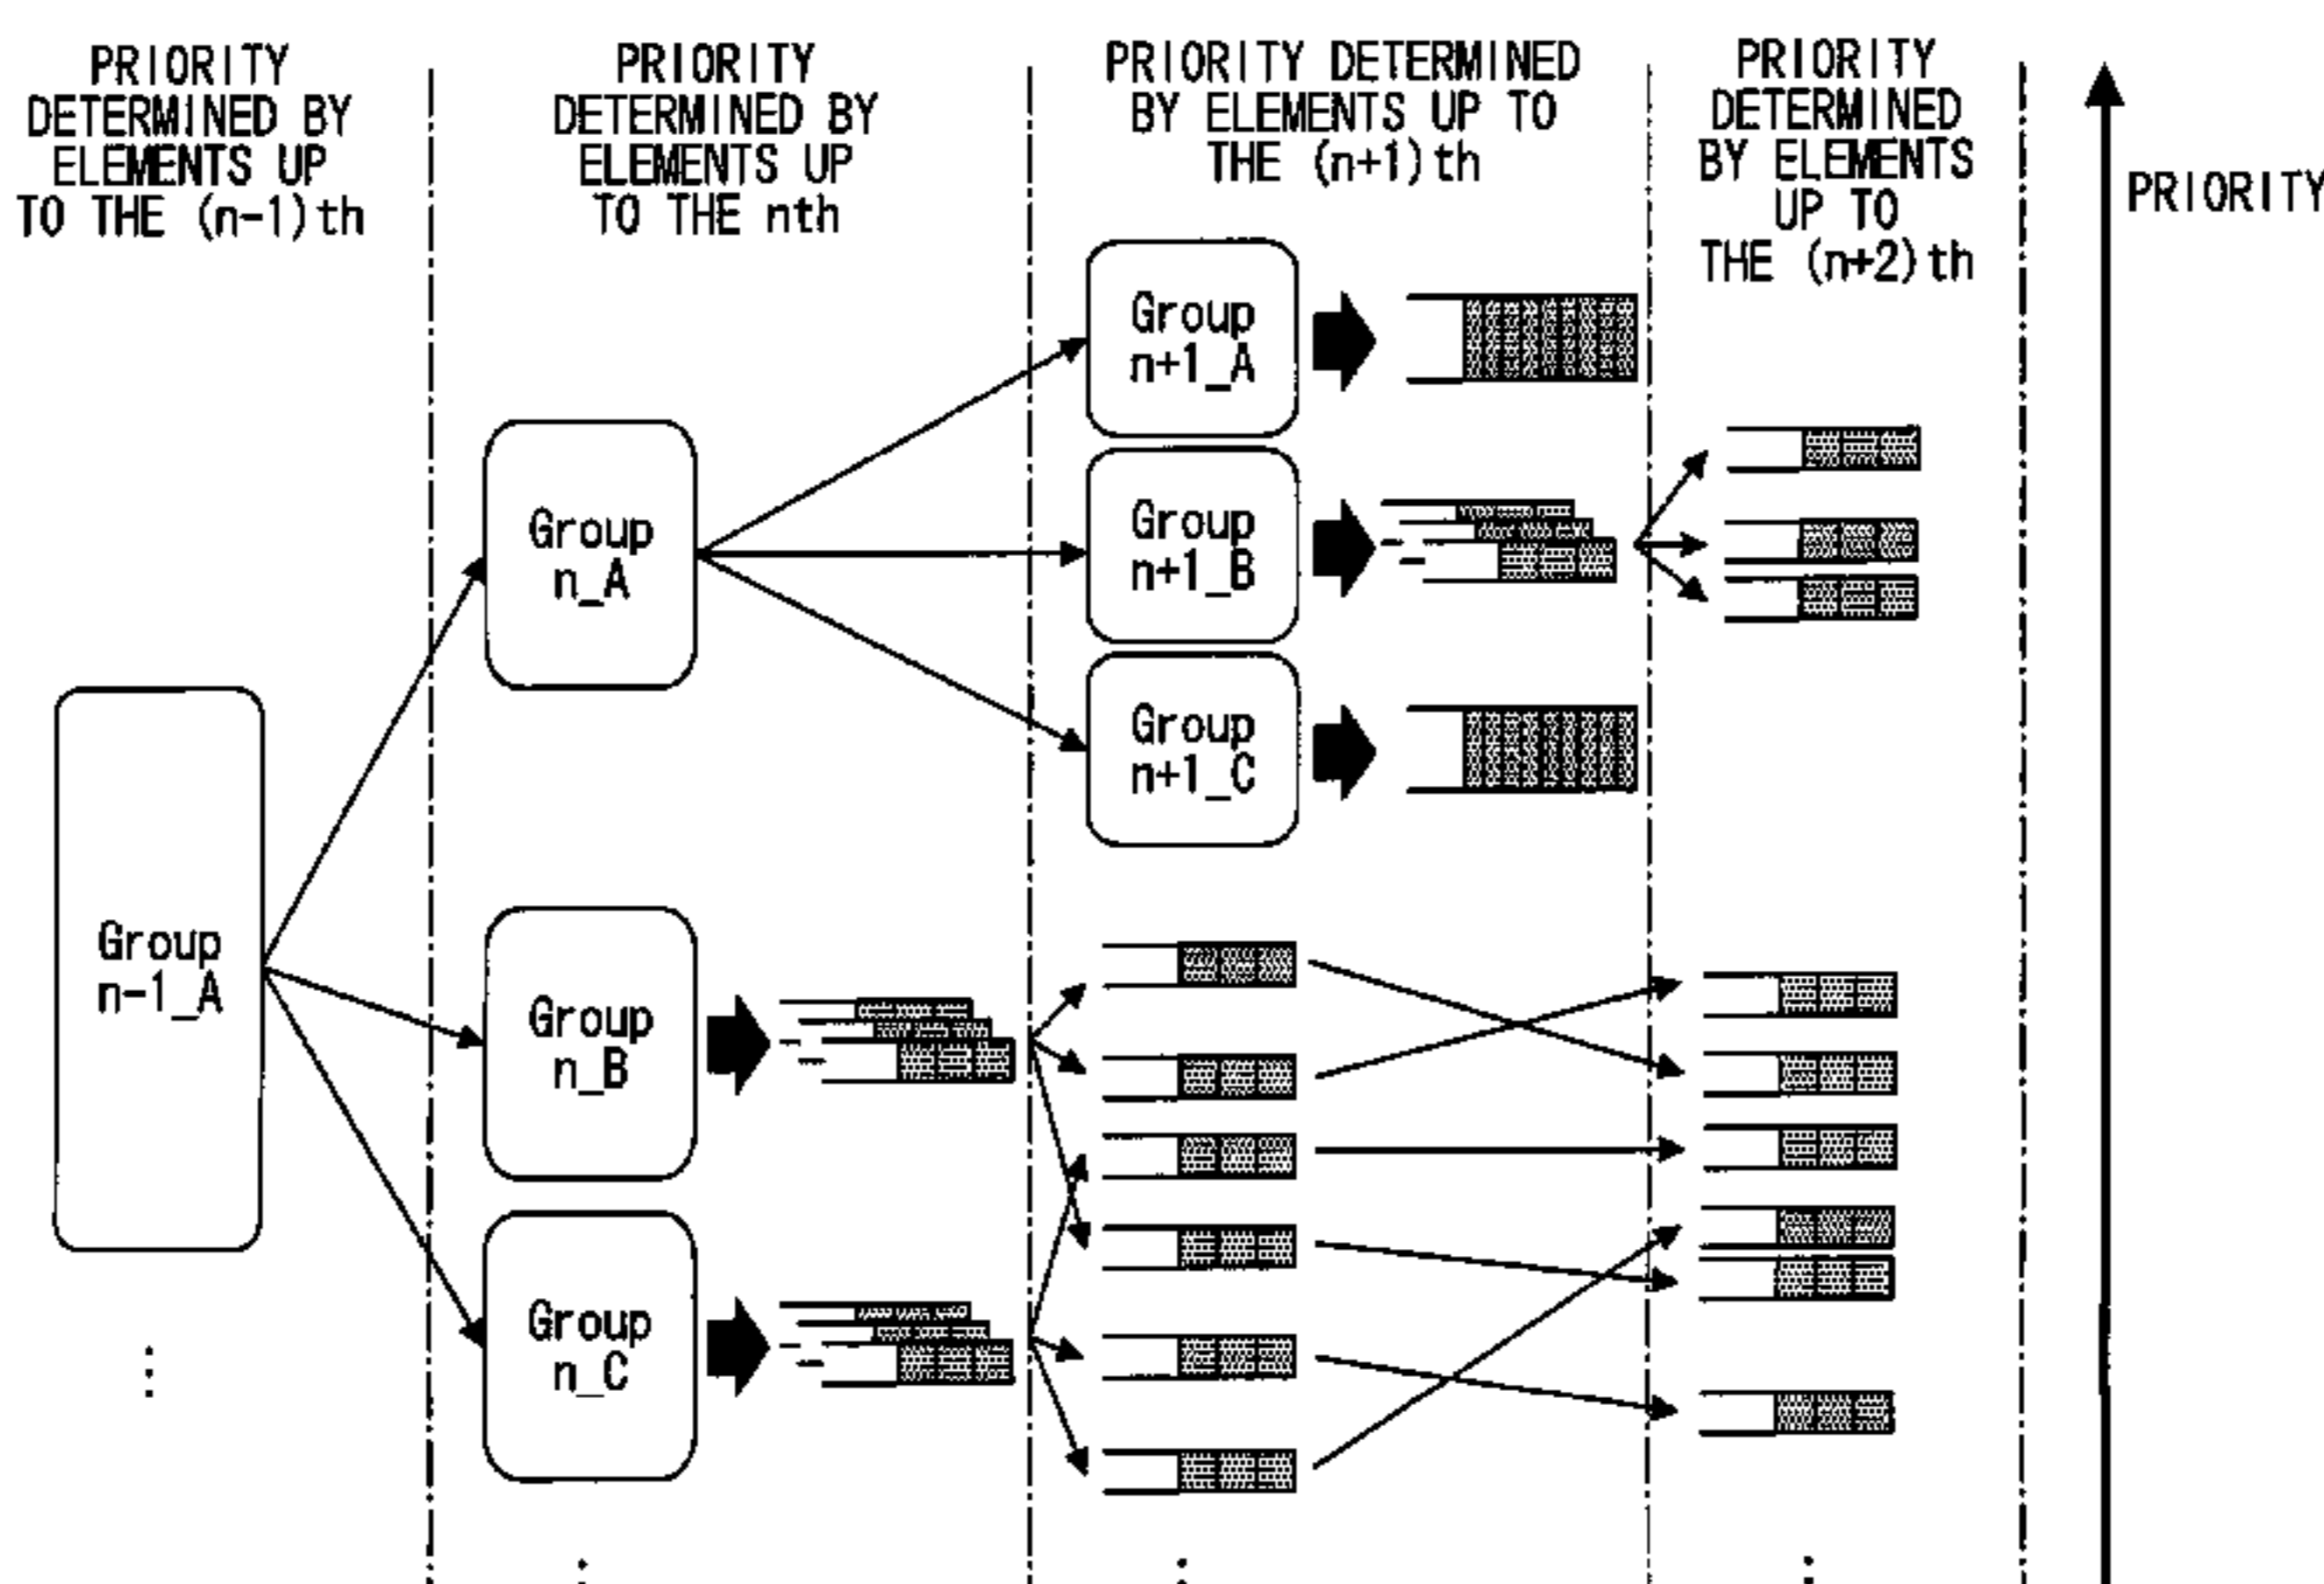 PRIORITY
DETERMINED BY
ELEMENTS UP
TO THE (n-1)th
PRIORITY
DETERMINED BY
ELEMENTS UP
TO THE nth
PRIORITY DETERMINED
BY ELEMENTS UP TO
THE (n+1)th
PRIORITY
DETERMINED
BY ELEMENTS
UP TO
THE (n+2)th
PRIORITY
Group
n-1_A
Group
n_A
Group
n_B
Group
n_C
Group
n+1_A
Group
n+1_B
Group
n+1_C